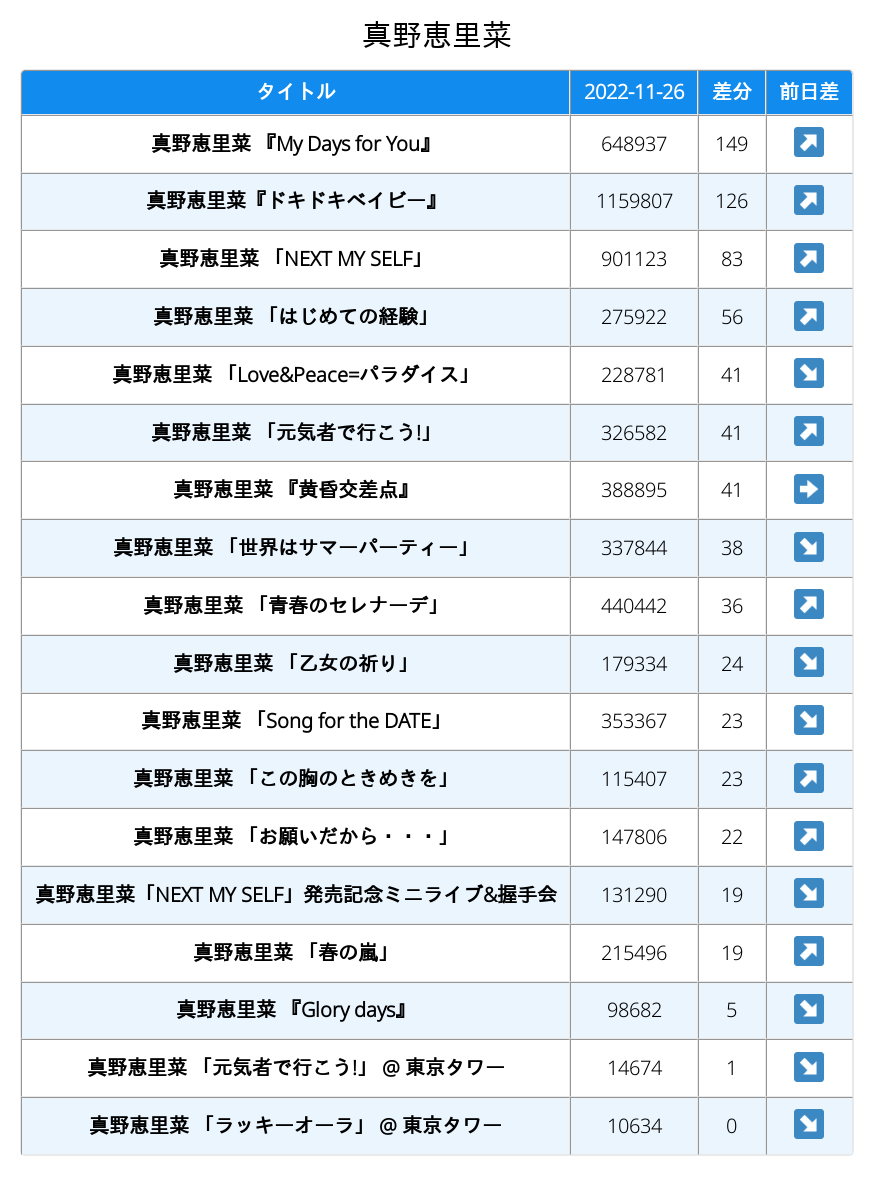 真野恵里菜
タイトル 2022-11-26 差分 前日差
真野恵里菜 『My Days for You』 648937 149
真野恵里菜『ドキドキベイビー』 1159807 126
真野恵里菜 「NEXT MY SELF」 901123 83
真野恵里菜 「はじめての経験」 275922 56
真野恵里菜 「Love&Peace=パラダイス」 228781 41
真野恵里菜 「元気者で行こう!」 326582 41
真野恵里菜 『黄昏交差点』 388895 41
真野恵里菜 「世界はサマーパーティー」 337844 38
真野恵里菜 「青春のセレナーデ」 440442 36
真野恵里菜 「乙女の祈り」 179334 24
真野恵里菜 「Song for the DATE」 353367 23
真野恵里菜 「この胸のときめきを」 115407 23
真野恵里菜 「お願いだから・・・」 147806 22
真野恵里菜「NEXT MY SELF」発売記念ミニライブ&握手会 131290 19
真野恵里菜 「春の嵐」 215496 19
真野恵里菜 『Glory days』 98682 5
真野恵里菜 「元気者で行こう!」 @ 東京タワー 14674 1
真野恵里菜 「ラッキーオーラ」 @ 東京タワー 10634 0